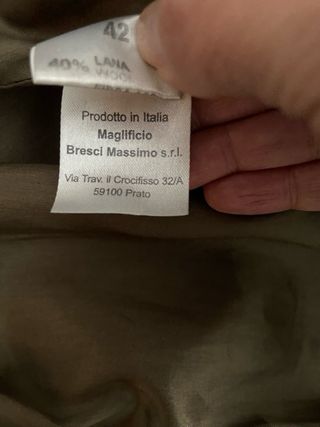 42
40% LANA
WOOL
Prodotto in Italia
Maglificio
Bresci Massimo s.r.l.
Via Trav. il Crocifisso 32/A
59100 Prato